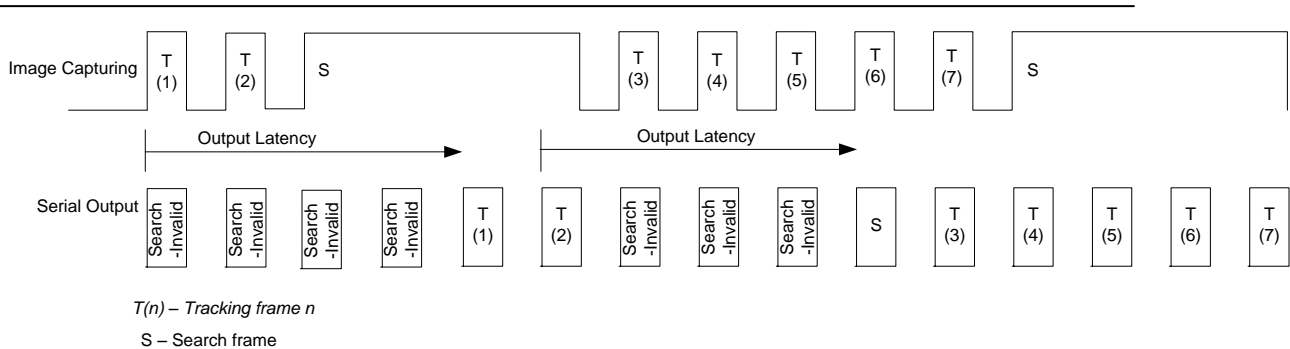 Image Capturing
T
(1)
T
(2)
S
T
(3)
T
(4)
T
(5)
T
(6)
T
(7)
S
Output Latency
Output Latency
Serial Output
Search
-Invalid
Search
-Invalid
Search
-Invalid
Search
-Invalid
T
(1)
T
(2)
Search
-Invalid
Search
-Invalid
Search
-Invalid
S
T
(3)
T
(4)
T
(5)
T
(6)
T
(7)
T(n) – Tracking frame n
S – Search frame